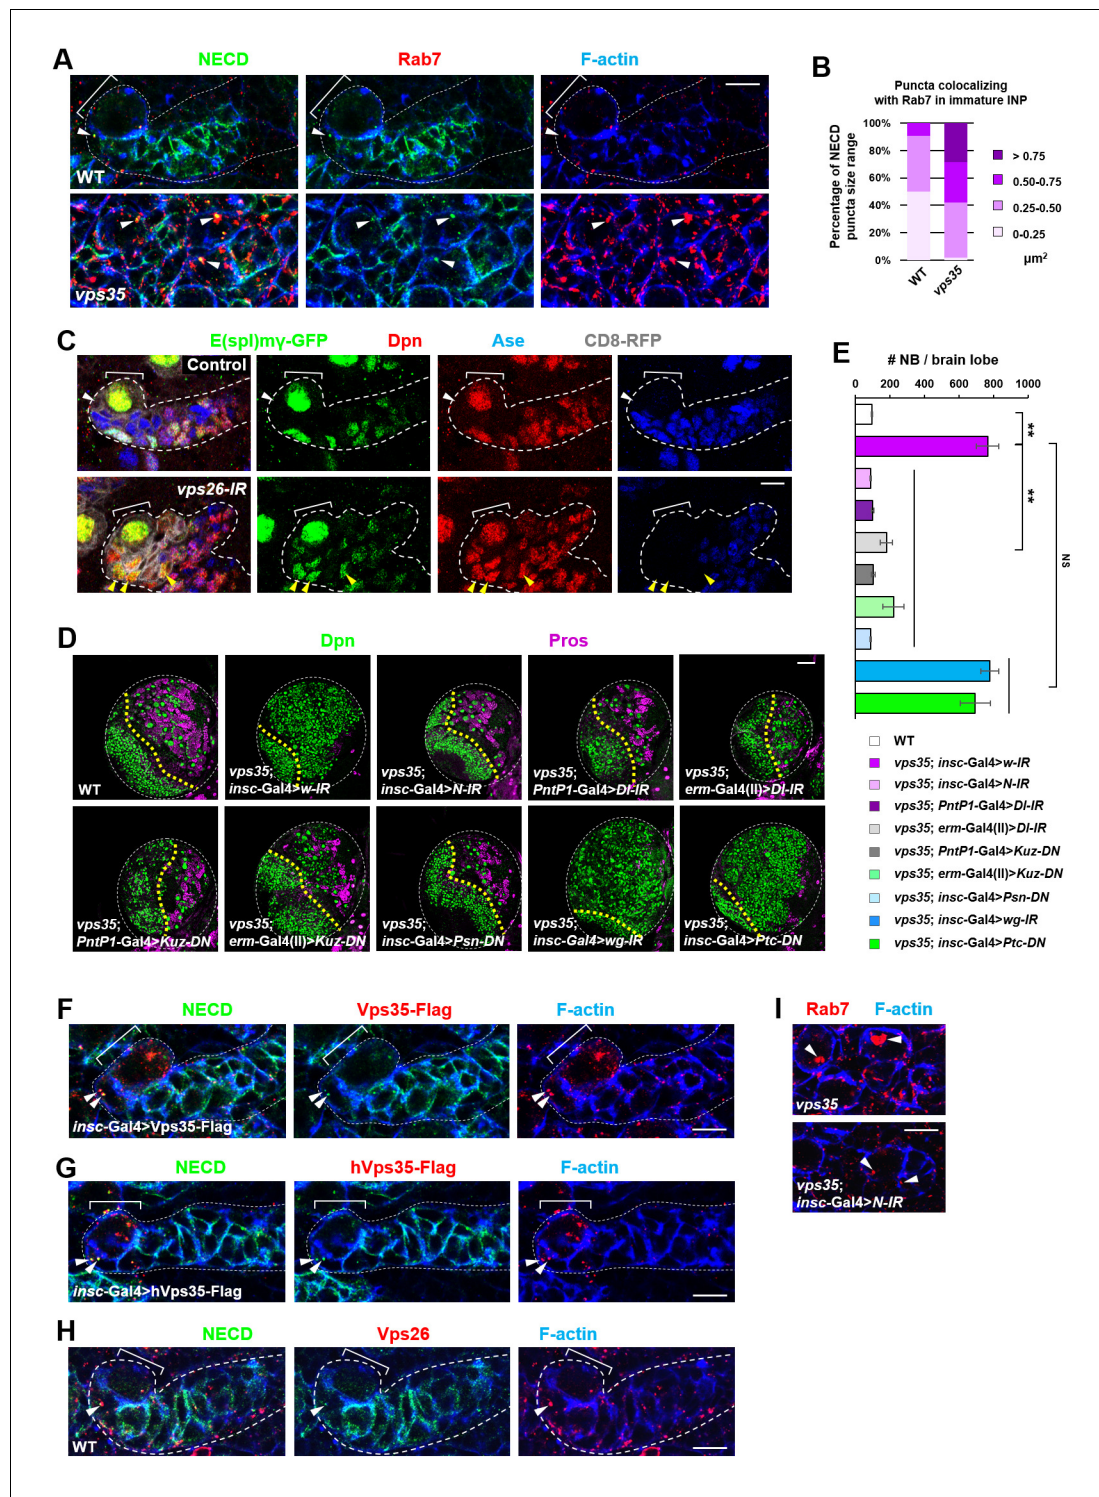 A
NECD
Rab7
F-actin
WT
vps35
B
Puncta colocalizing
with Rab7 in immature INP
Percentage of NECD
puncta size range
100%
80%
60%
40%
20%
0%
WT
vps35
> 0.75
0.50-0.75
0.25-0.50
0-0.25
µm²
C
E(spl)mγ-GFP
Dpn
Ase
CD8-RFP
Control
vps26-IR
D
Dpn
Pros
WT
vps35;
insc-Gal4>w-IR
vps35;
insc-Gal4>N-IR
vps35;
PntP1-Gal4>Dl-IR
vps35;
erm-Gal4(II)>Dl-IR
vps35;
PntP1-Gal4>Kuz-DN
vps35;
erm-Gal4(II)>Kuz-DN
vps35;
insc-Gal4>Psn-DN
vps35;
insc-Gal4>wg-IR
vps35;
insc-Gal4>Ptc-DN
E
# NB / brain lobe
0 200 400 600 800 1000
**
**
NS
WT
vps35; insc-Gal4>w-IR
vps35; insc-Gal4>N-IR
vps35; PntP1-Gal4>Dl-IR
vps35; erm-Gal4(II)>Dl-IR
vps35; PntP1-Gal4>Kuz-DN
vps35; erm-Gal4(II)>Kuz-DN
vps35; insc-Gal4>Psn-DN
vps35; insc-Gal4>wg-IR
vps35; insc-Gal4>Ptc-DN
F
NECD
Vps35-Flag
F-actin
insc-Gal4>Vps35-Flag
G
NECD
hVps35-Flag
F-actin
insc-Gal4>hVps35-Flag
H
NECD
Vps26
F-actin
WT
I
Rab7
F-actin
vps35
vps35;
insc-Gal4>N-IR